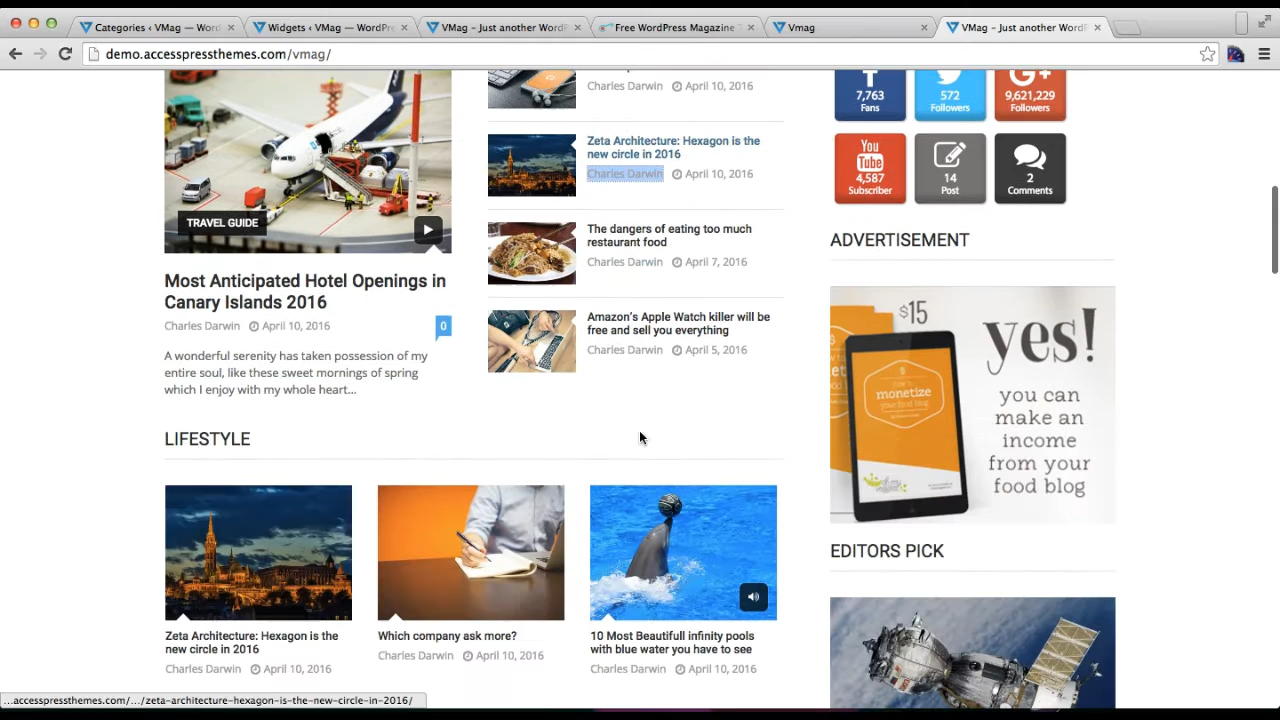 Categories ‹ VMag — Word
Widgets ‹ VMag — WordPre
VMag – Just another Word
Free WordPress Magazine T
Vmag
VMag – Just another Word
demo.accesspressthemes.com/vmag/
Charles Darwin April 10, 2016
Zeta Architecture: Hexagon is the
new circle in 2016
Charles Darwin April 10, 2016
The dangers of eating too much
restaurant food
Charles Darwin April 7, 2016
Amazon's Apple Watch killer will be
free and sell you everything
Charles Darwin April 5, 2016
TRAVEL GUIDE
Most Anticipated Hotel Openings in
Canary Islands 2016
Charles Darwin April 10, 2016
0
A wonderful serenity has taken possession of my
entire soul, like these sweet mornings of spring
which I enjoy with my whole heart...
LIFESTYLE
Zeta Architecture: Hexagon is the
new circle in 2016
Charles Darwin April 10, 2016
Which company ask more?
Charles Darwin April 10, 2016
10 Most Beautifull infinity pools
with blue water you have to see
Charles Darwin April 10, 2016
7,763
Fans
572
Followers
9,621,229
Followers
You
Tube
4,587
Subscriber
14
Post
2
Comments
ADVERTISEMENT
$15
yes!
you can
make an
income
from your
food blog
how to
monetize
your food blog
EDITORS PICK
...accesspressthemes.com/.../zeta-architecture-hexagon-is-the-new-circle-in-2016/